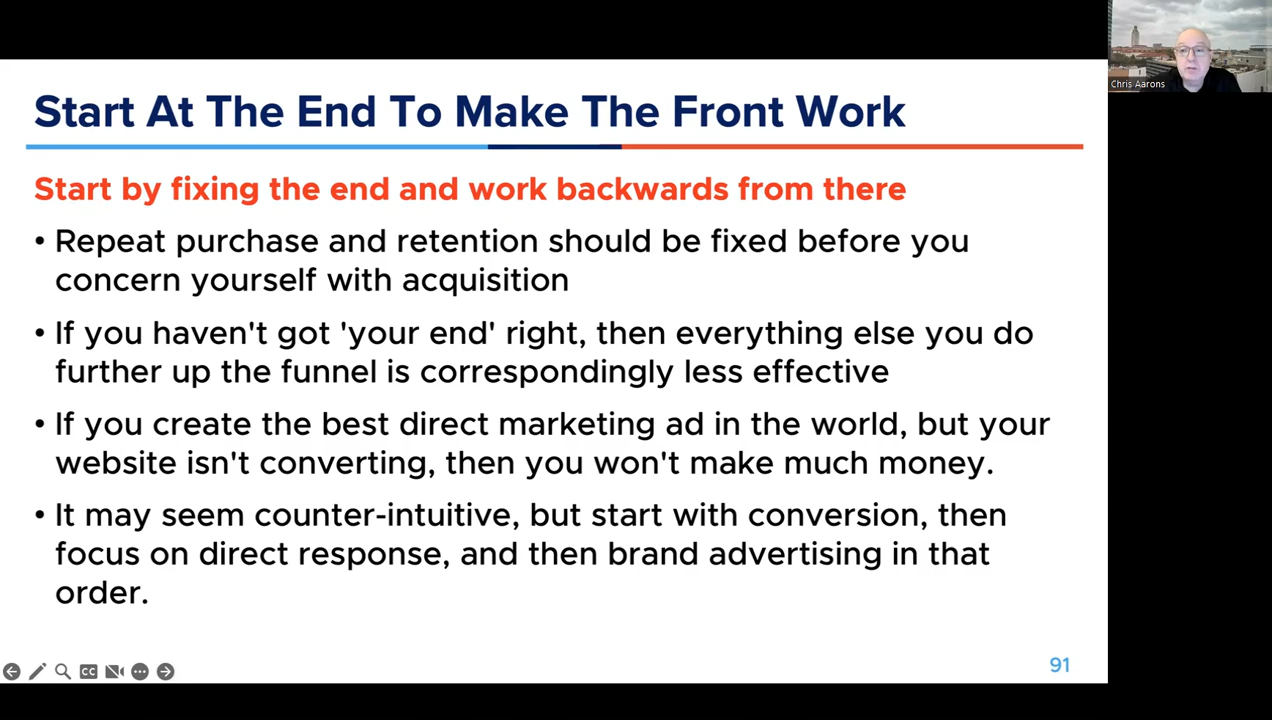 Start At The End To Make The Front Work
Start by fixing the end and work backwards from there
• Repeat purchase and retention should be fixed before you
concern yourself with acquisition
• If you haven't got 'your end' right, then everything else you do
further up the funnel is correspondingly less effective
• If you create the best direct marketing ad in the world, but your
website isn't converting, then you won't make much money.
• It may seem counter-intuitive, but start with conversion, then
focus on direct response, and then brand advertising in that
order.
CC
91
Chris Aarons